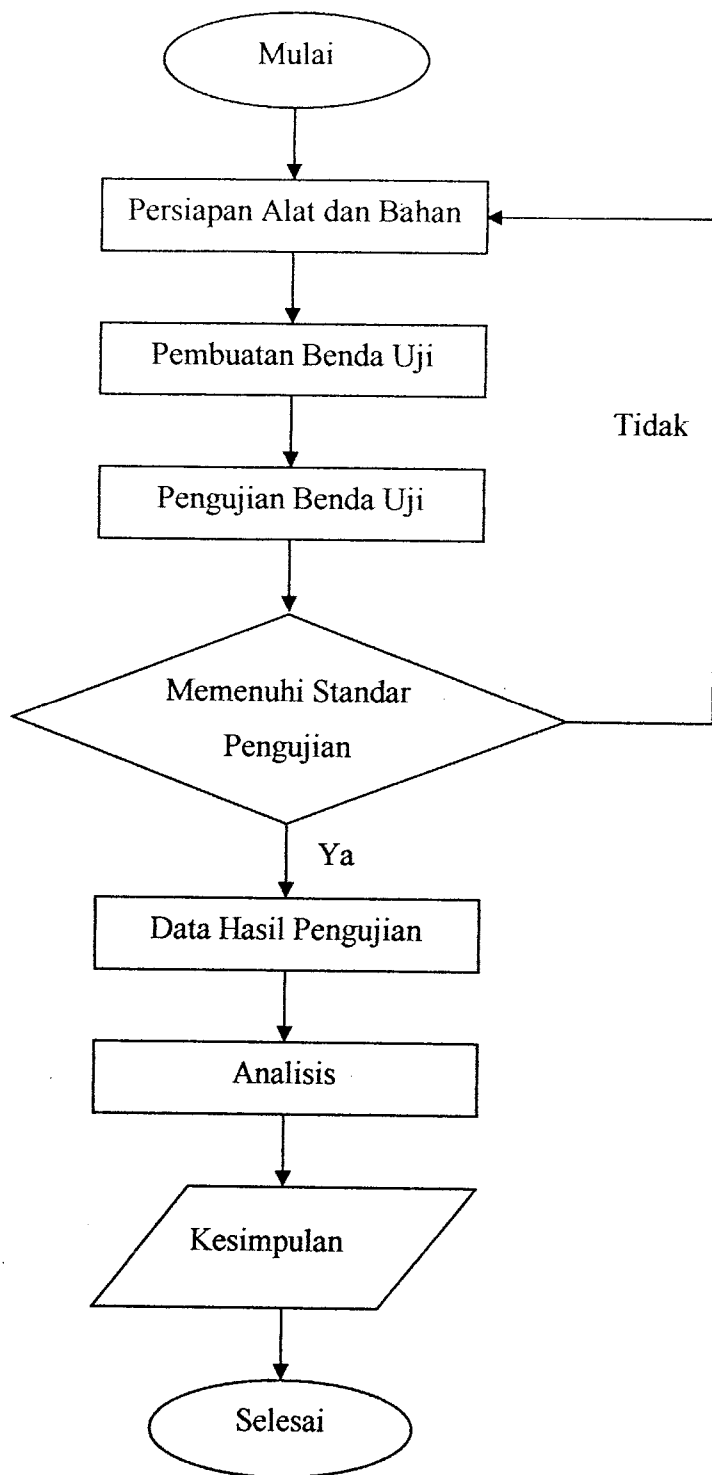 Mulai
Persiapan Alat dan Bahan
Pembuatan Benda Uji
Tidak
Pengujian Benda Uji
Memenuhi Standar
Pengujian
Ya
Data Hasil Pengujian
Analisis
Kesimpulan
Selesai